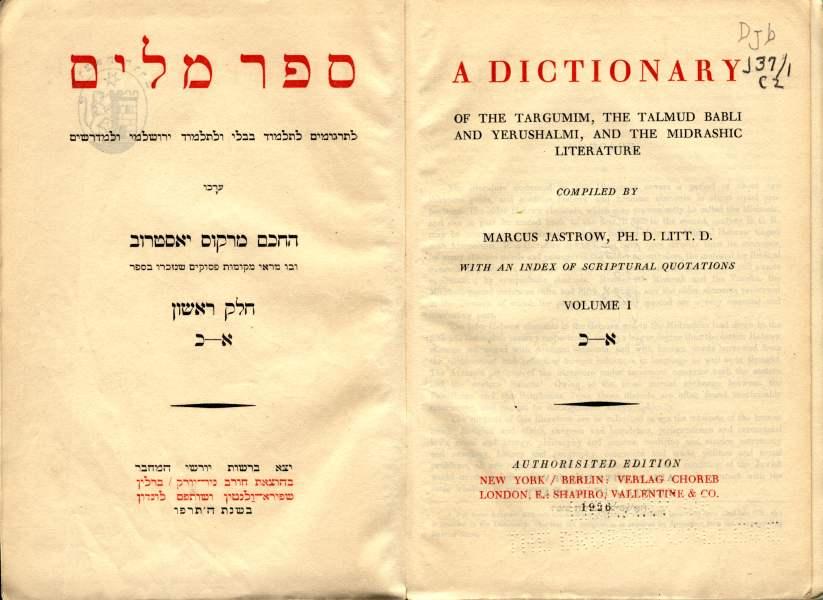 ספר מלים
לתרגומים לתלמוד בבלי ולתלמוד ירושלמי ולמדרשים
ערכו
החכם מרקוס יאסטרוב
ובו מראי מקומות פסוקים שנזכרו בספר
חלק ראשון
א—כ
יצא ברשות יורשי המחבר
בהוצאת חורב ניו־יורק / ברלין
שפירא־ולנטין ושותפם לונדון
בשנת ה'תרפו
Djb
J37/1
C2
A DICTIONARY
OF THE TARGUMIM, THE TALMUD BABLI
AND YERUSHALMI, AND THE MIDRASHIC
LITERATURE
COMPILED BY
MARCUS JASTROW, PH. D. LITT. D.
WITH AN INDEX OF SCRIPTURAL QUOTATIONS
VOLUME I
א—כ
AUTHORISITED EDITION
NEW YORK / BERLIN: VERLAG CHOREB
LONDON, E. SHAPIRO, VALLENTINE & CO.
1926